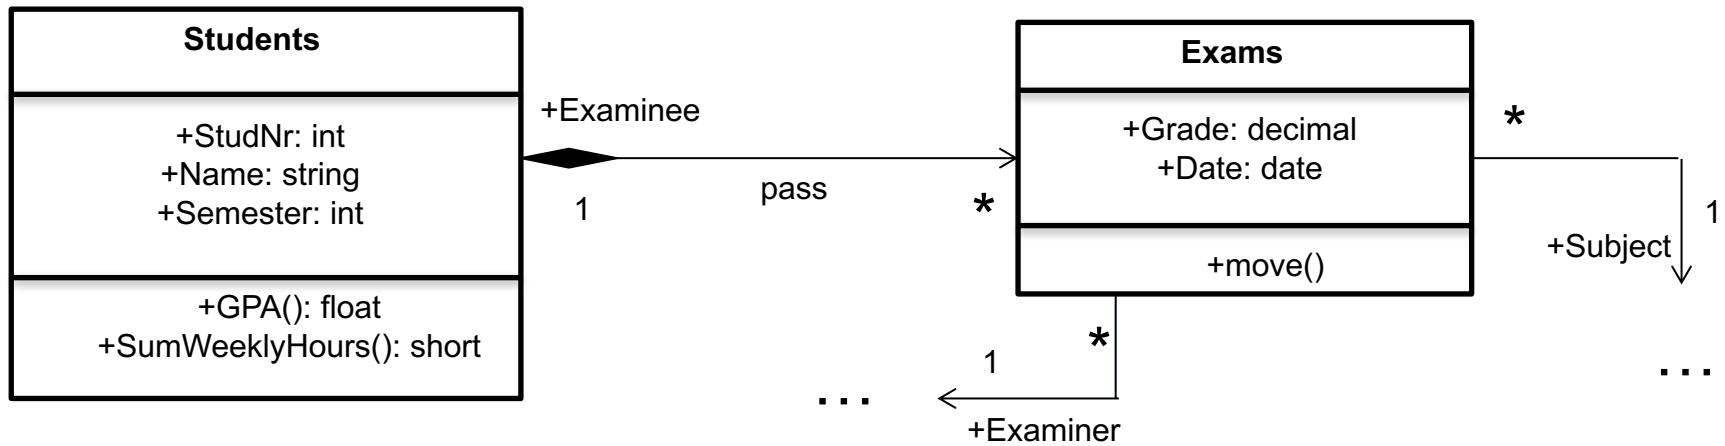 Students
+StudNr: int
+Name: string
+Semester: int
+GPA(): float
+SumWeeklyHours(): short
+Examinee
1
pass
*
Exams
+Grade: decimal
+Date: date
+move()
*
1
+Subject
...
*
1
+Examiner
...